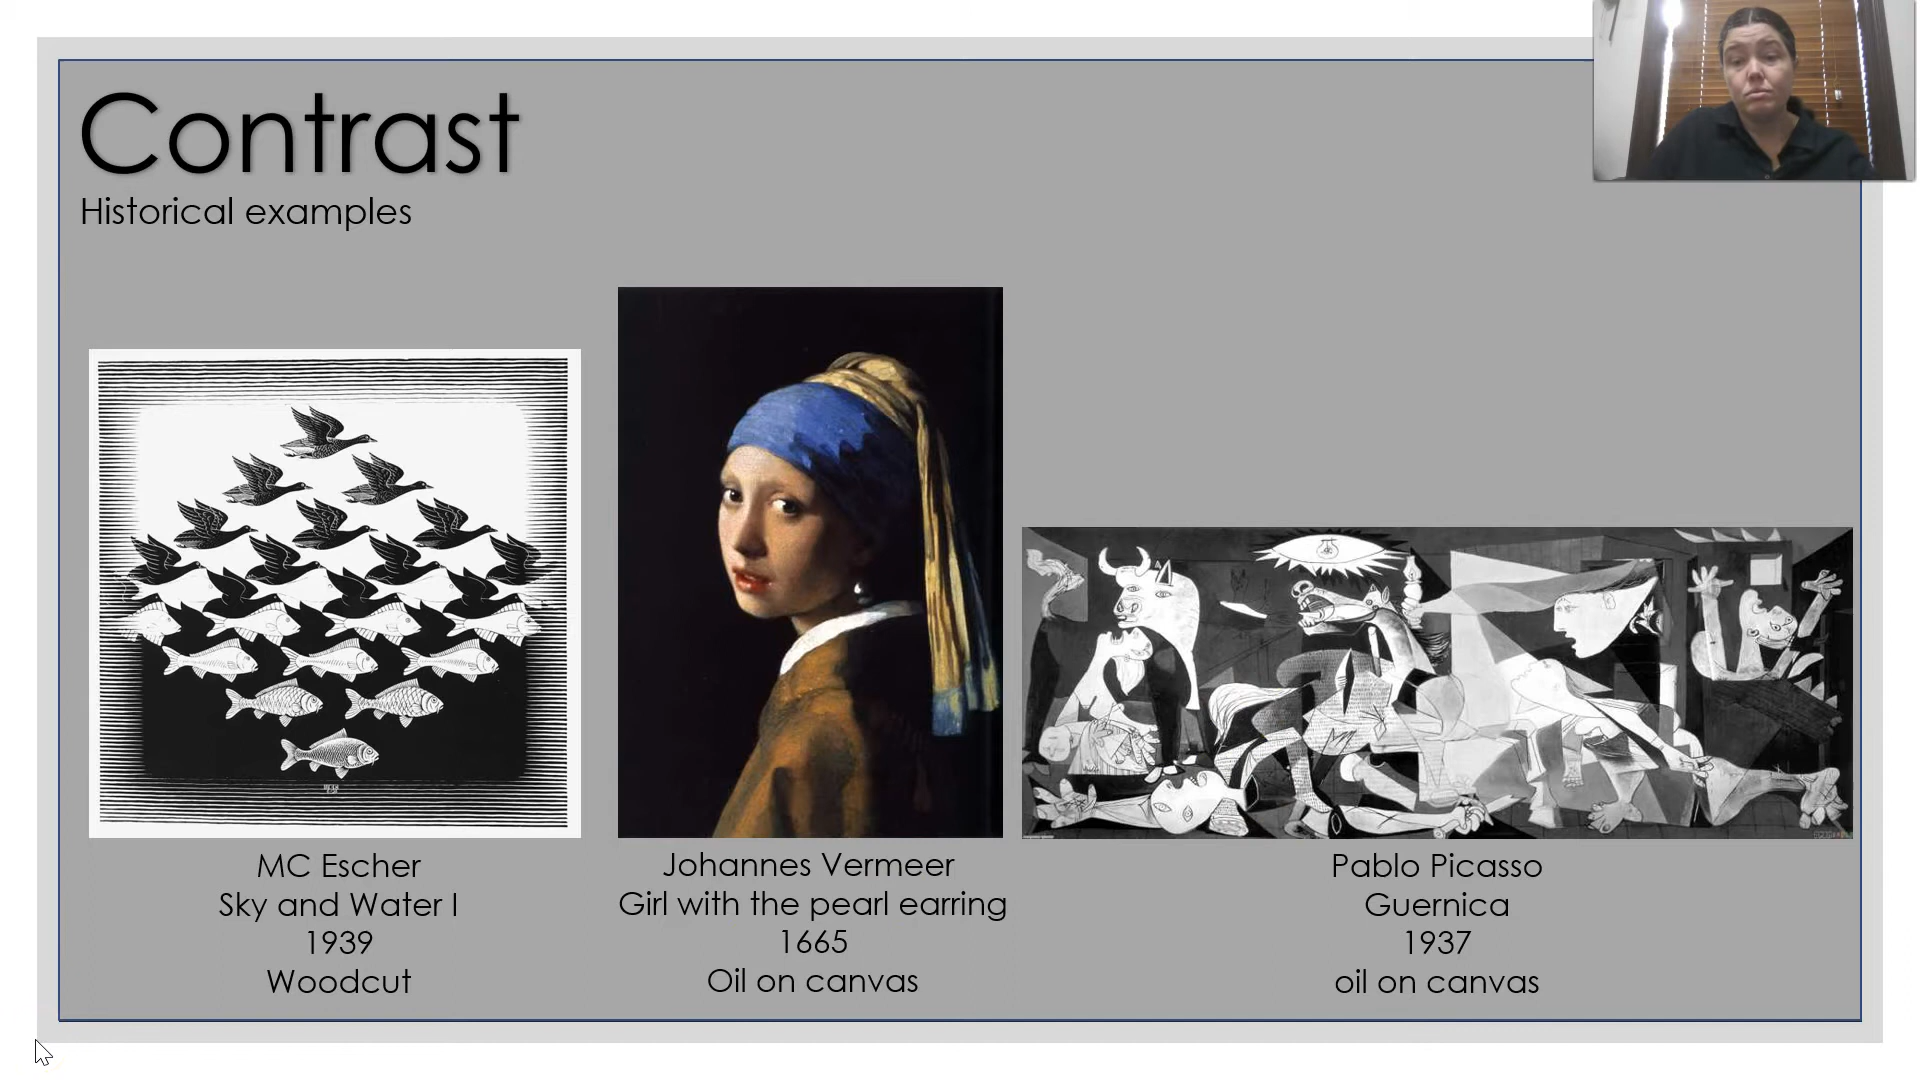 Contrast
Historical examples
MC Escher
Sky and Water I
1939
Woodcut
Johannes Vermeer
Girl with the pearl earring
1665
Oil on canvas
Pablo Picasso
Guernica
1937
oil on canvas